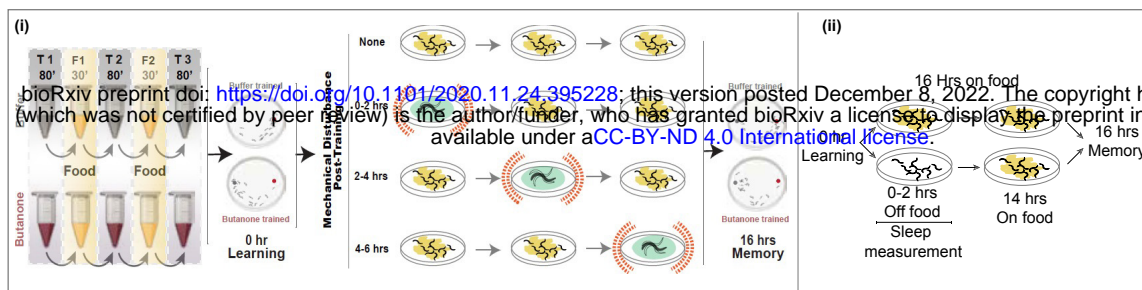 (i)
T 1 F1 T 2 F2 T 3
80' 30' 80' 30' 80'
Buffer
Food Food
Butanone
Buffer trained
Butanone trained
0 hr
Learning
Mechanical Disturbance
Post-Training
None
0-2 hrs
2-4 hrs
4-6 hrs
Buffer trained
Butanone trained
16 hrs
Memory
bioRxiv preprint doi: https://doi.org/10.1101/2020.11.24.395228; this version posted December 8, 2022. The copyright h
(which was not certified by peer review) is the author/funder, who has granted bioRxiv a license to display the preprint in
available under aCC-BY-ND 4.0 International license.
(ii)
16 Hrs on food
0 hr
Learning
16 hrs
Memory
0-2 hrs
Off food
Sleep
measurement
14 hrs
On food